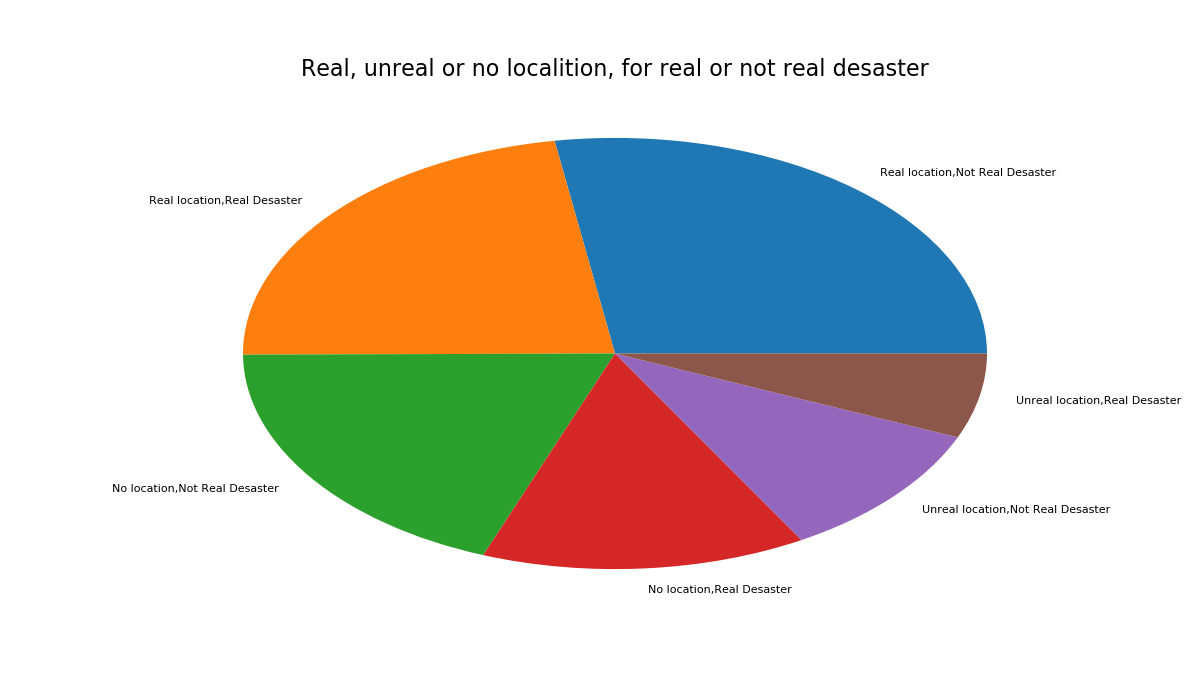 Real, unreal or no localition, for real or not real desaster
Real location,Not Real Desaster
Real location,Real Desaster
Unreal location,Real Desaster
No location,Not Real Desaster
Unreal location,Not Real Desaster
No location,Real Desaster